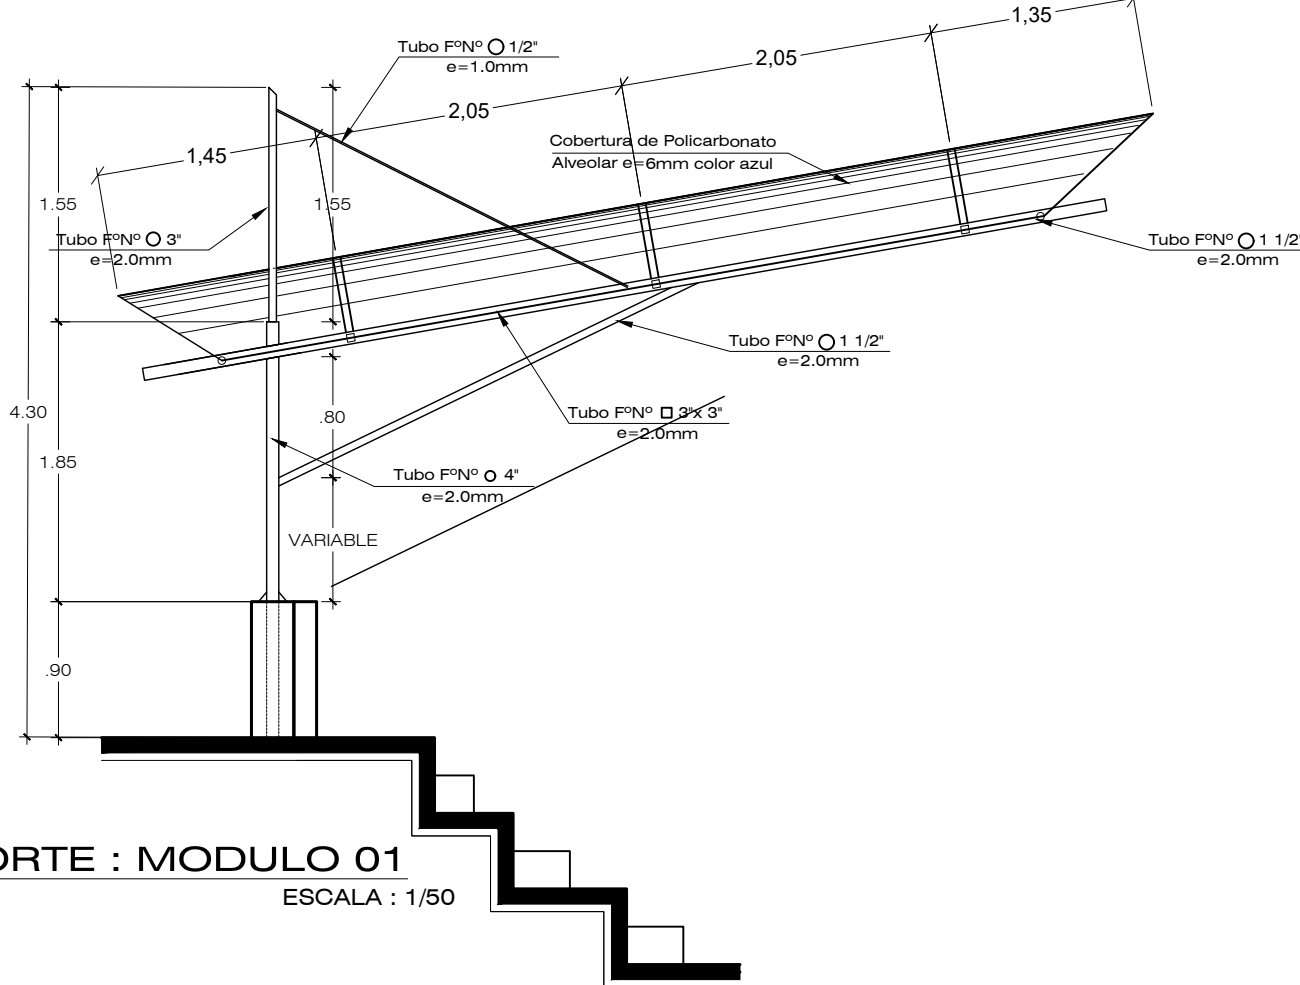 1,35
Tubo FºNº 1/2"
e=1.0mm
2,05
2,05
1,45
Cobertura de Policarbonato
Alveolar e=6mm color azul
1.55
1.55
Tubo FºNº 3"
e=2.0mm
Tubo FºNº 1 1/2"
e=2.0mm
Tubo FºNº 1 1/2"
e=2.0mm
4.30
.80
Tubo FºNº 3"x 3"
e=2.0mm
1.85
Tubo FºNº 4"
e=2.0mm
VARIABLE
.90
ORTE : MODULO 01
ESCALA : 1/50